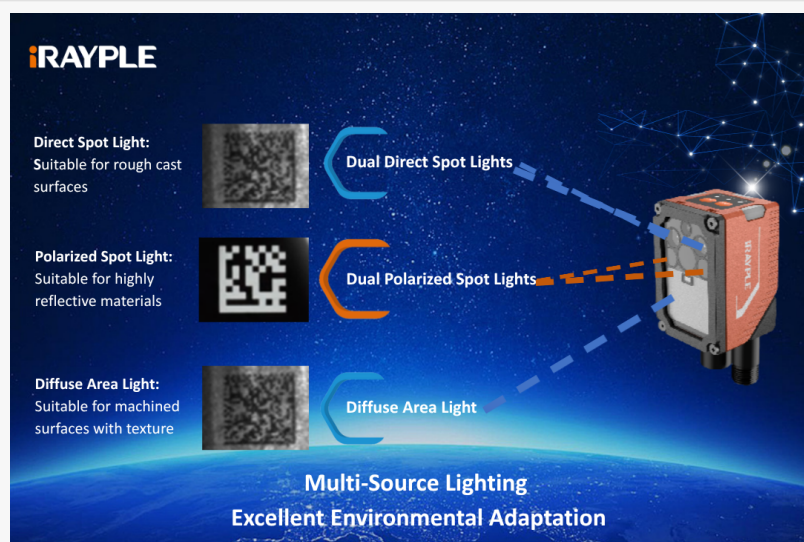 iRAYPLE
Direct Spot Light:
Suitable for rough cast
surfaces
Dual Direct Spot Lights
Polarized Spot Light:
Suitable for highly
reflective materials
Dual Polarized Spot Lights
iRAYPLE
Diffuse Area Light:
Suitable for machined
surfaces with texture
Diffuse Area Light
Multi-Source Lighting
Excellent Environmental Adaptation